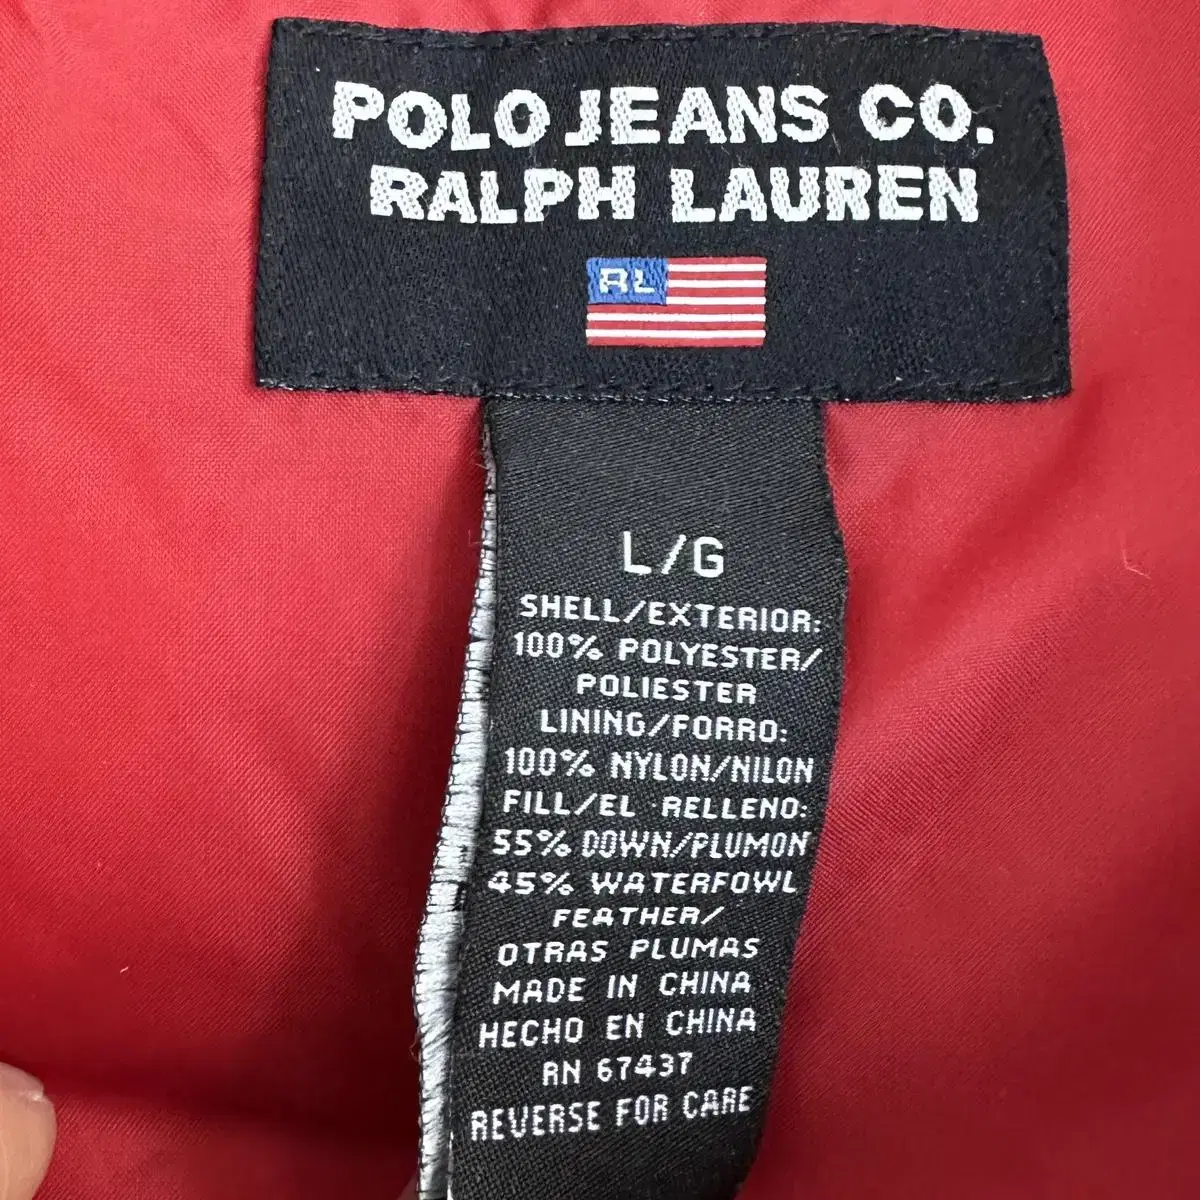 POLO JEANS CO.
RALPH LAUREN
RL
L/G
SHELL/EXTERIOR:
100% POLYESTER/
POLIESTER
LINING/FORRO:
100% NYLON/NILON
FILL/EL RELLENO:
55% DOWN/PLUMON
45% WATERFOWL
FEATHER/
OTRAS PLUMAS
MADE IN CHINA
HECHO EN CHINA
RN 67437
REVERSE FOR CARE